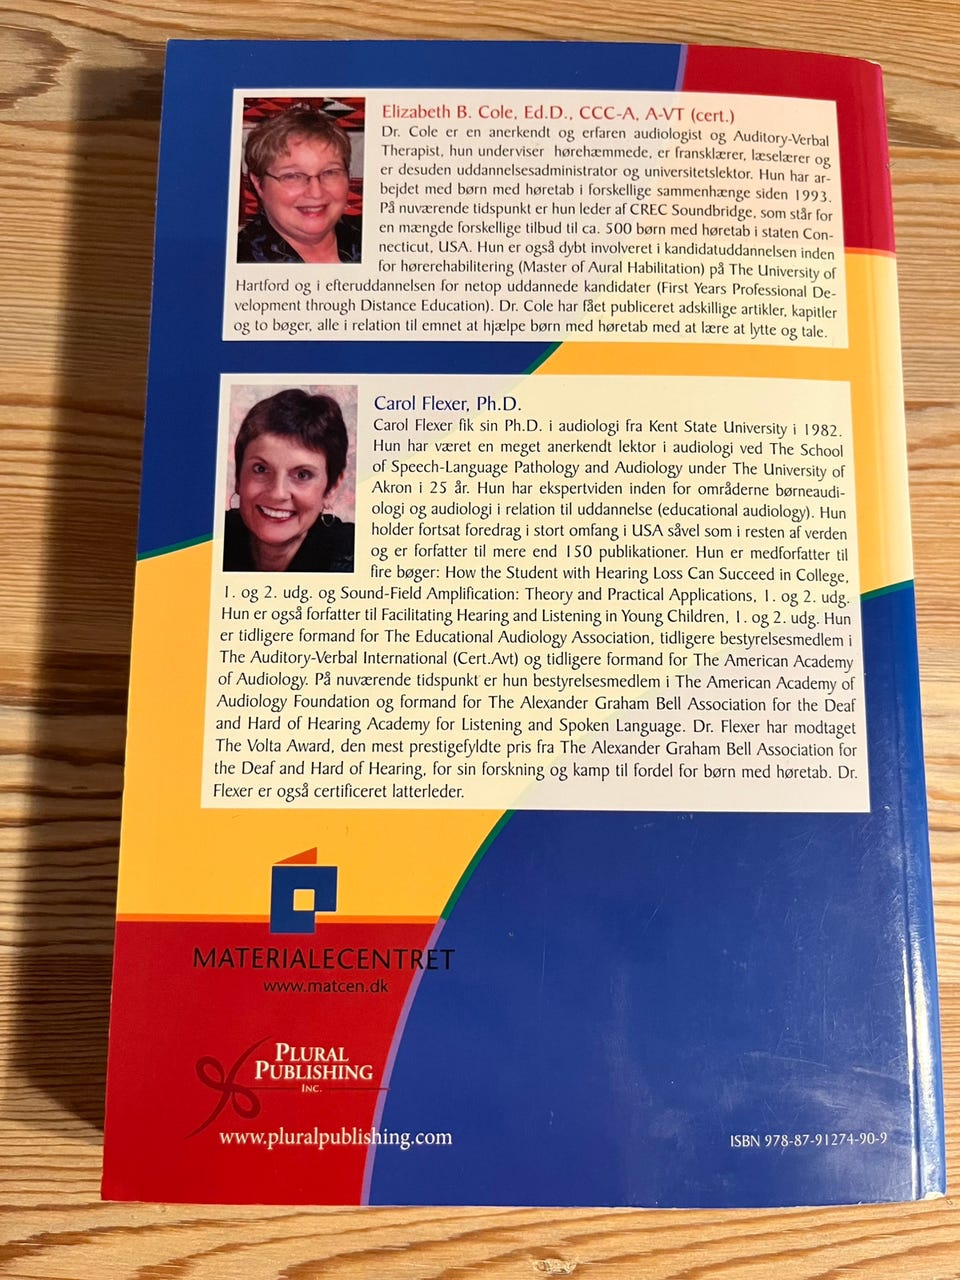 Elizabeth B. Cole, Ed.D., CCC-A, A-VT (cert.)
Dr. Cole er en anerkendt og erfaren audiologist og Auditory-Verbal
Therapist, hun underviser hørehæmmede, er fransklærer, læselærer og
er desuden uddannelsesadministrator og universitetslektor. Hun har ar-
bejdet med børn med høretab i forskellige sammenhænge siden 1993.
På nuværende tidspunkt er hun leder af CREC Soundbridge, som står for
en mængde forskellige tilbud til ca. 500 børn med høretab i staten Con-
necticut, USA. Hun er også dybt involveret i kandidatuddannelsen inden
for hørerehabilitering (Master of Aural Habilitation) på The University of
Hartford og i efteruddannelsen for netop uddannede kandidater (First Years Professional De-
velopment through Distance Education). Dr. Cole har fået publiceret adskillige artikler, kapitler
og to bøger, alle i relation til emnet at hjælpe børn med høretab med at lære at lytte og tale.
Carol Flexer, Ph.D.
Carol Flexer fik sin Ph.D. i audiologi fra Kent State University i 1982.
Hun har været en meget anerkendt lektor i audiologi ved The School
of Speech-Language Pathology and Audiology under The University of
Akron i 25 år. Hun har ekspertviden inden for områderne børneaudi-
ologi og audiologi i relation til uddannelse (educational audiology). Hun
holder fortsat foredrag i stort omfang i USA såvel som i resten af verden
og er forfatter til mere end 150 publikationer. Hun er medforfatter til
fire bøger: How the Student with Hearing Loss Can Succeed in College,
1. og 2. udg. og Sound-Field Amplification: Theory and Practical Applications, 1. og 2. udg.
Hun er også forfatter til Facilitating Hearing and Listening in Young Children, 1. og 2. udg. Hun
er tidligere formand for The Educational Audiology Association, tidligere bestyrelsesmedlem i
The Auditory-Verbal International (Cert.Avt) og tidligere formand for The American Academy
of Audiology. På nuværende tidspunkt er hun bestyrelsesmedlem i The American Academy of
Audiology Foundation og formand for The Alexander Graham Bell Association for the Deaf
and Hard of Hearing Academy for Listening and Spoken Language. Dr. Flexer har modtaget
The Volta Award, den mest prestigefyldte pris fra The Alexander Graham Bell Association for
the Deaf and Hard of Hearing, for sin forskning og kamp til fordel for børn med høretab. Dr.
Flexer er også certificeret latterleder.
MATERIALECENTRET
www.matcen.dk
PLURAL
PUBLISHING
INC.
www.pluralpublishing.com
ISBN 978-87-91274-90-9